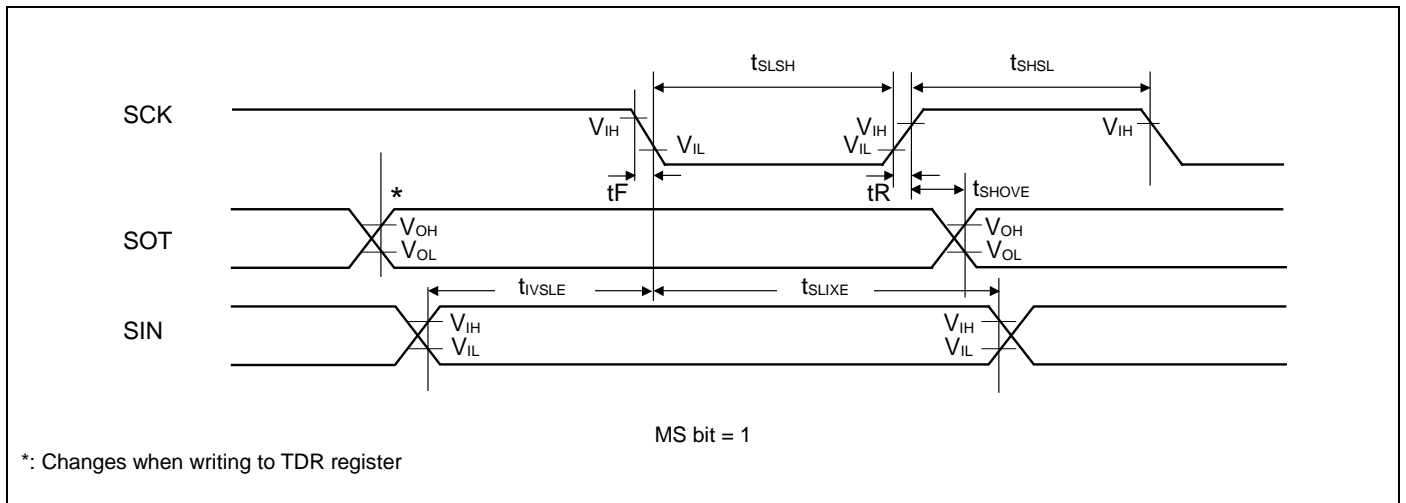 tSLSH tSHSL
SCK
VIH VIL VIH VIL VIH
tF tR tSHOVE
*
SOT
VOH VOH
VOL VOL
tIVSLE tSLIXE
SIN
VIH VIH
VIL VIL
MS bit = 1
*: Changes when writing to TDR register